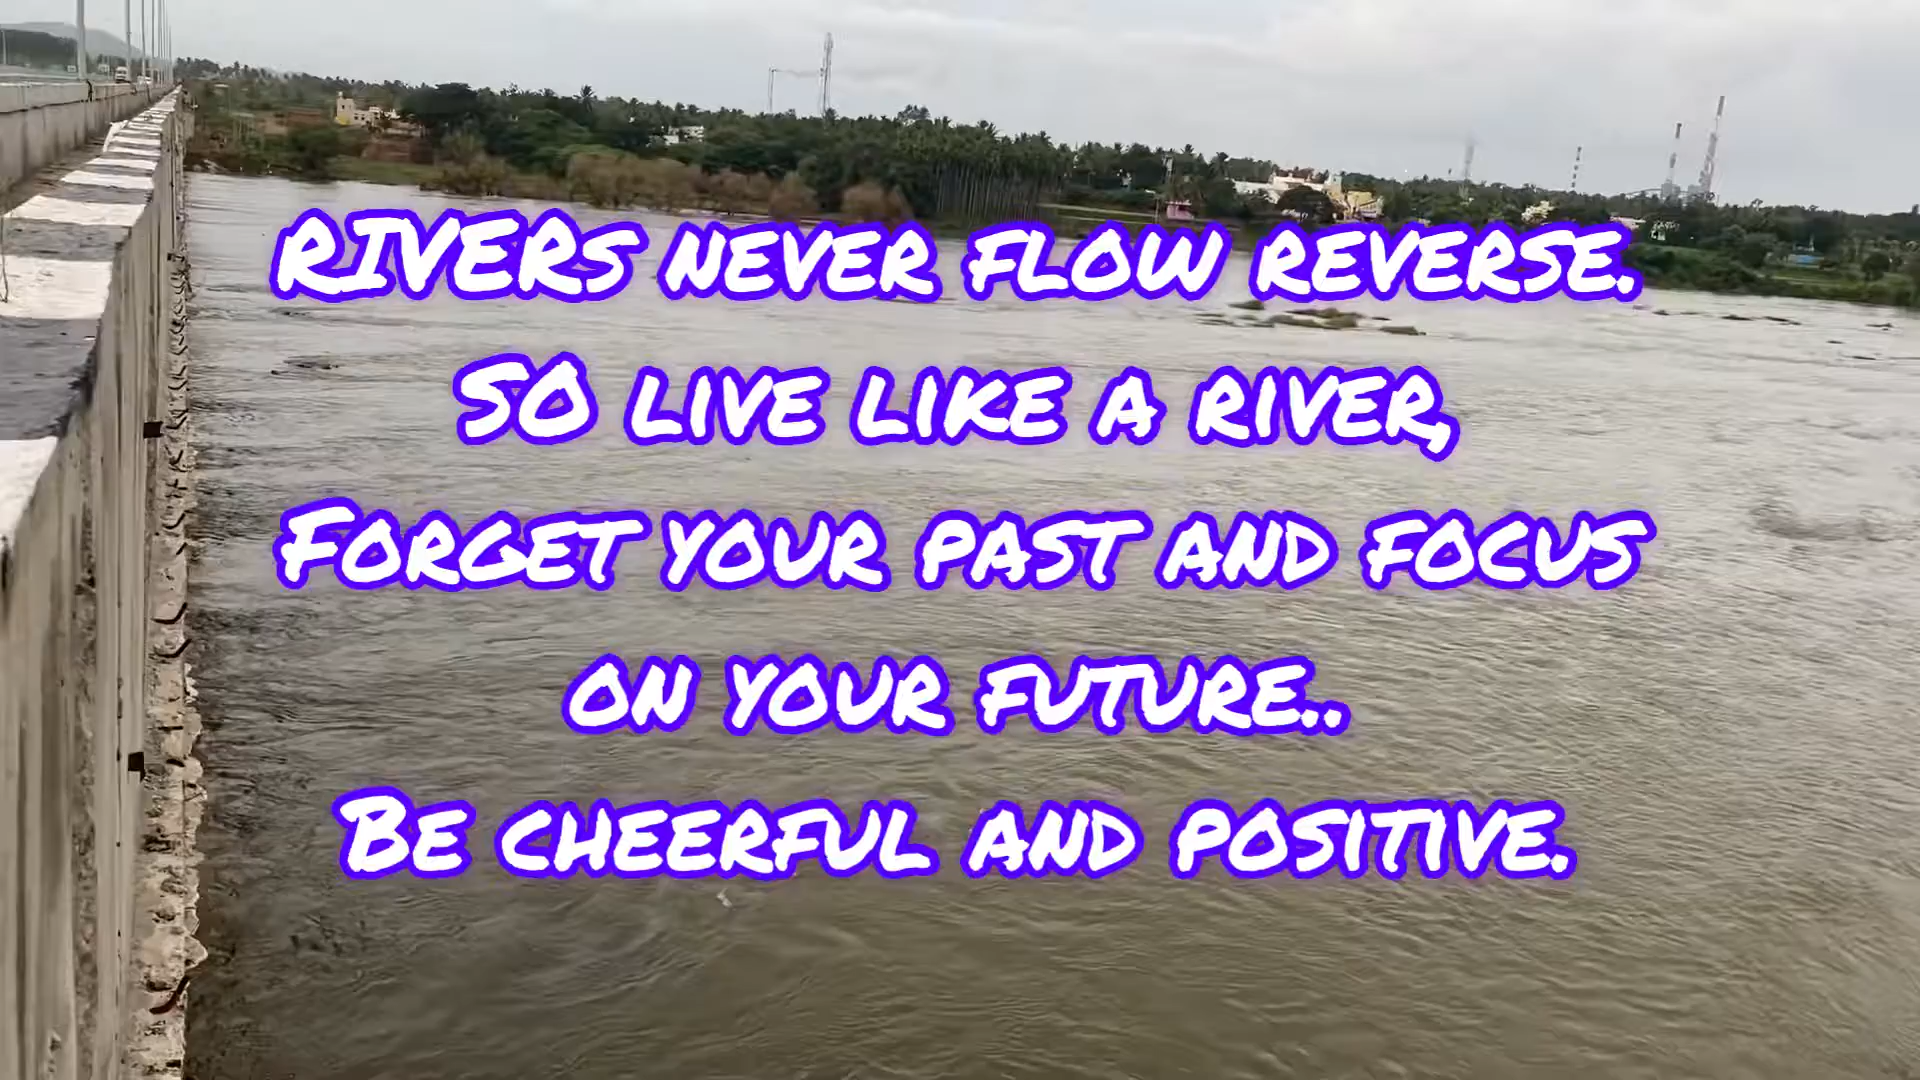 RIVERs NEVER FLOW REVERSE.
SO LIVE LIKE A RIVER,
FORGET YOUR PAST AND FOCUS
ON YOUR FUTURE..
BE CHEERFUL AND POSITIVE.